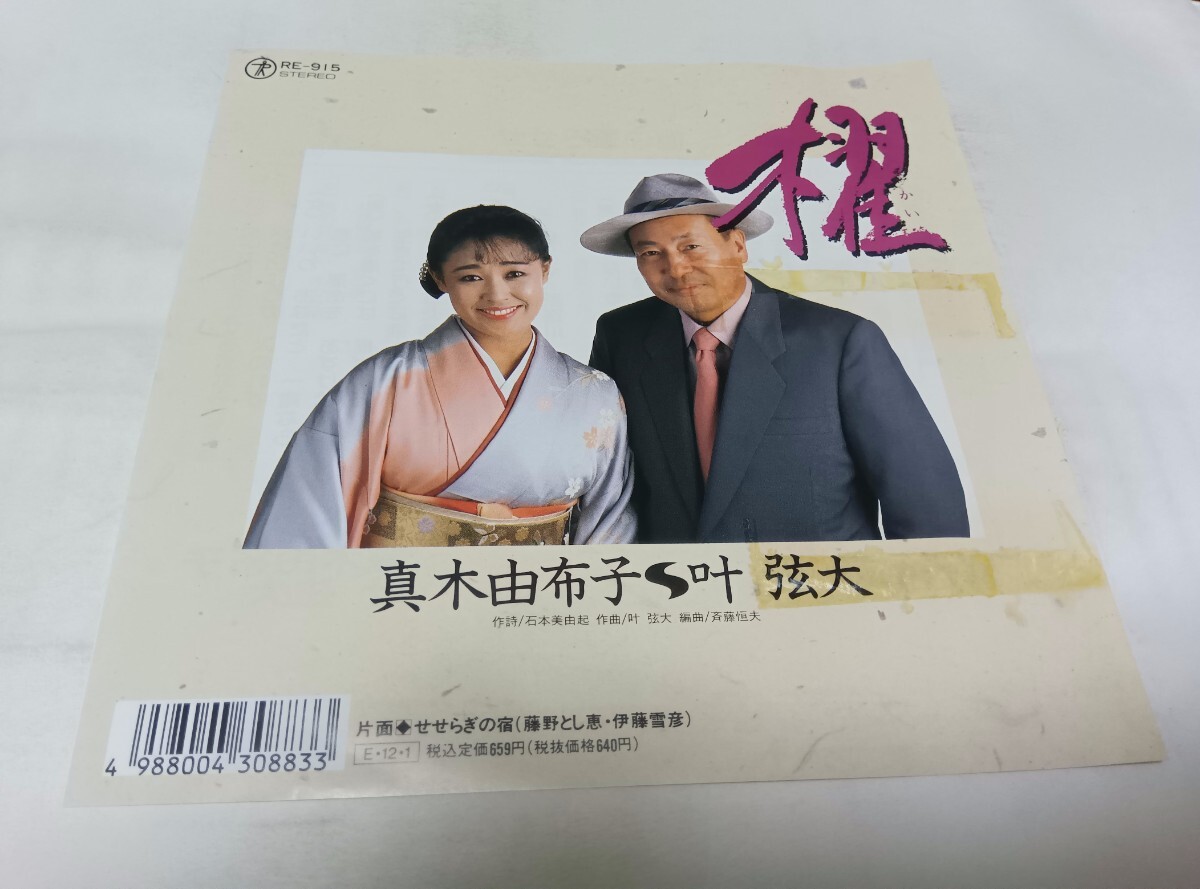 RE-915
STEREO
櫂
かい
真木由布子 叶 弦大
作詩/石本美由起 作曲/叶 弦大 編曲/斉藤恒夫
片面◆せせらぎの宿(藤野とし恵・伊藤雪彦)
E・12・1 税込定価659円(税抜価格640円)
4 988004 308833